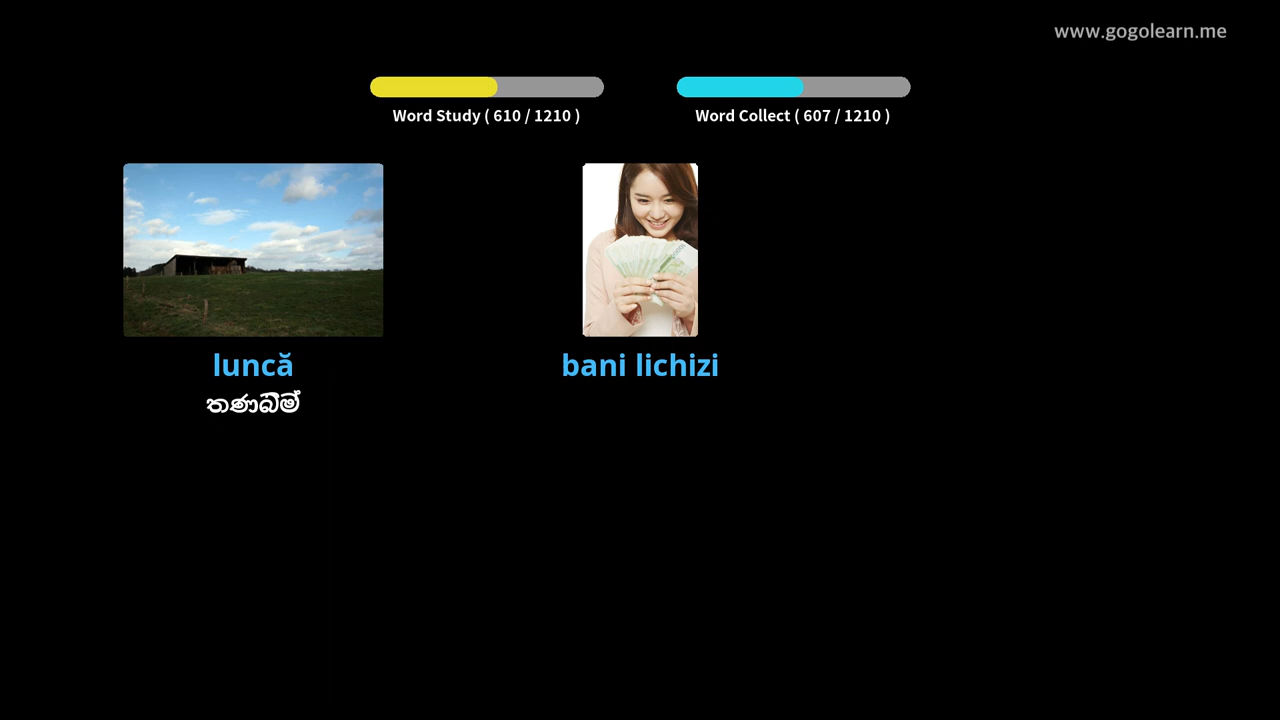 www.gogolearn.me
Word Study ( 610 / 1210 )
Word Collect ( 607 / 1210 )
luncă
තණබිම්
bani lichizi